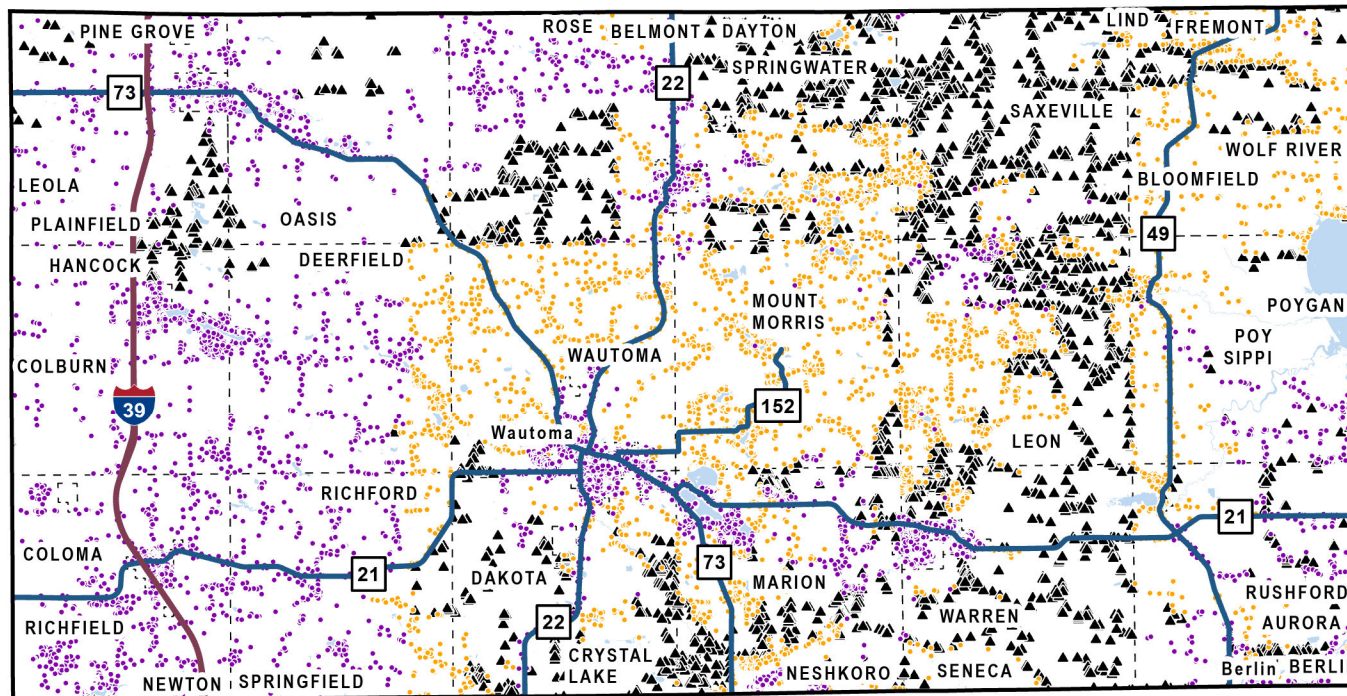 PINE GROVE
ROSE
BELMONT
DAYTON
LIND
FREMONT
SPRINGWATER
73
22
SAXEVILLE
WOLF RIVER
BLOOMFIELD
LEOLA
PLAINFIELD
OASIS
49
HANCOCK
DEERFIELD
MOUNT
MORRIS
POYGAN
POY
SIPPI
WAUTOMA
COLBURN
39
152
Wautoma
LEON
RICHFORD
21
COLOMA
21
DAKOTA
73
MARION
RUSHFORD
WARREN
RICHFIELD
22
AURORA
CRYSTAL
LAKE
NESHKORO
SENECA
Berlin
BERLI
NEWTON
SPRINGFIELD